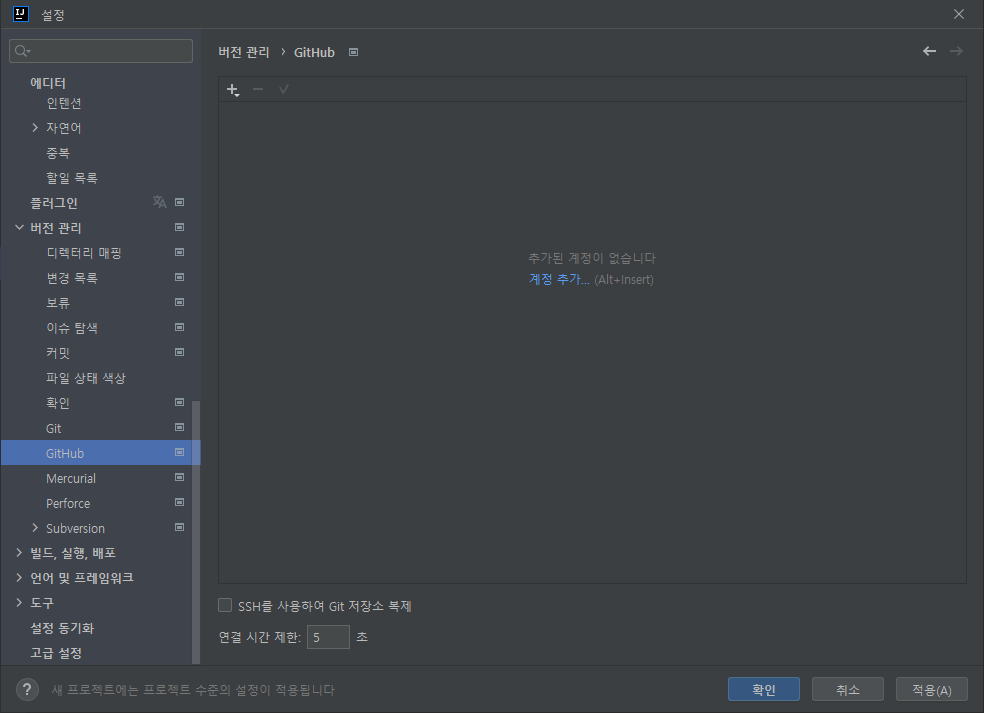 설정
버전 관리 › GitHub
에디터
인텐션
자연어
중복
할일 목록
플러그인
버전 관리
디렉터리 매핑
변경 목록
보류
이슈 탐색
커밋
파일 상태 색상
확인
Git
GitHub
Mercurial
Perforce
Subversion
빌드, 실행, 배포
언어 및 프레임워크
도구
설정 동기화
고급 설정
추가된 계정이 없습니다
계정 추가... (Alt+Insert)
SSH를 사용하여 Git 저장소 복제
연결 시간 제한: 5 초
? 새 프로젝트에는 프로젝트 수준의 설정이 적용됩니다
확인 취소 적용(A)